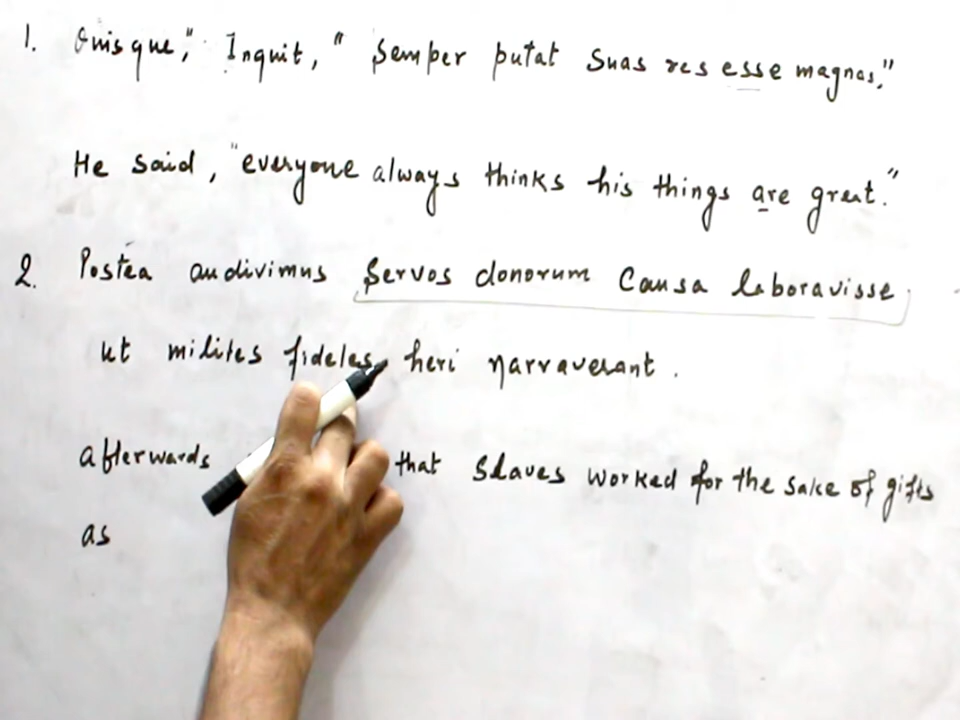 1. Quisque," Inquit, " semper putat suas res esse magnas."
He said, "everyone always thinks his things are great."
2. Postea audivimus servos donorum causa laboravisse
ut milites fideles heri narraverant.
afterwards that slaves worked for the sake of gifts
as